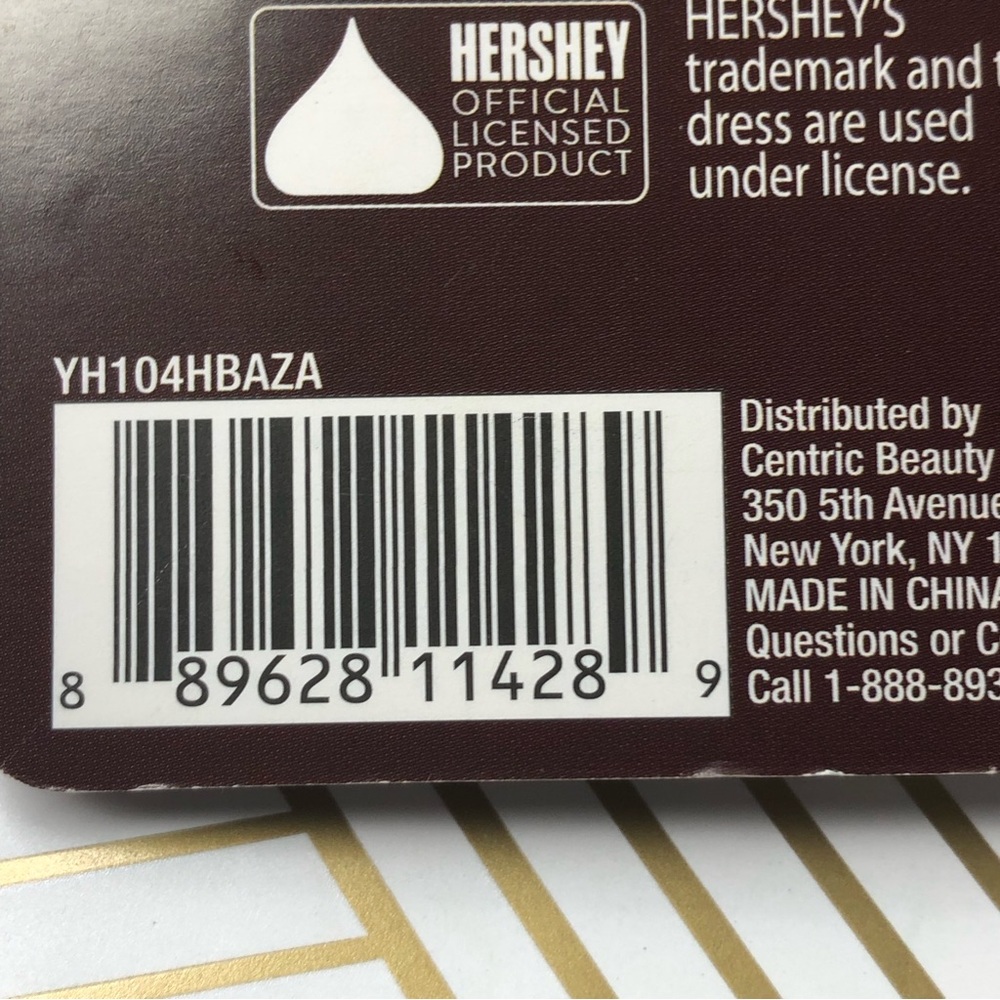 HERSHEY
OFFICIAL
LICENSED
PRODUCT
HERSHEY'S
trademark and
dress are used
under license.
YH104HBAZA
8 89628 11428 9
Distributed by
Centric Beauty
350 5th Avenue
New York, NY 1
MADE IN CHINA
Questions or C
Call 1-888-893